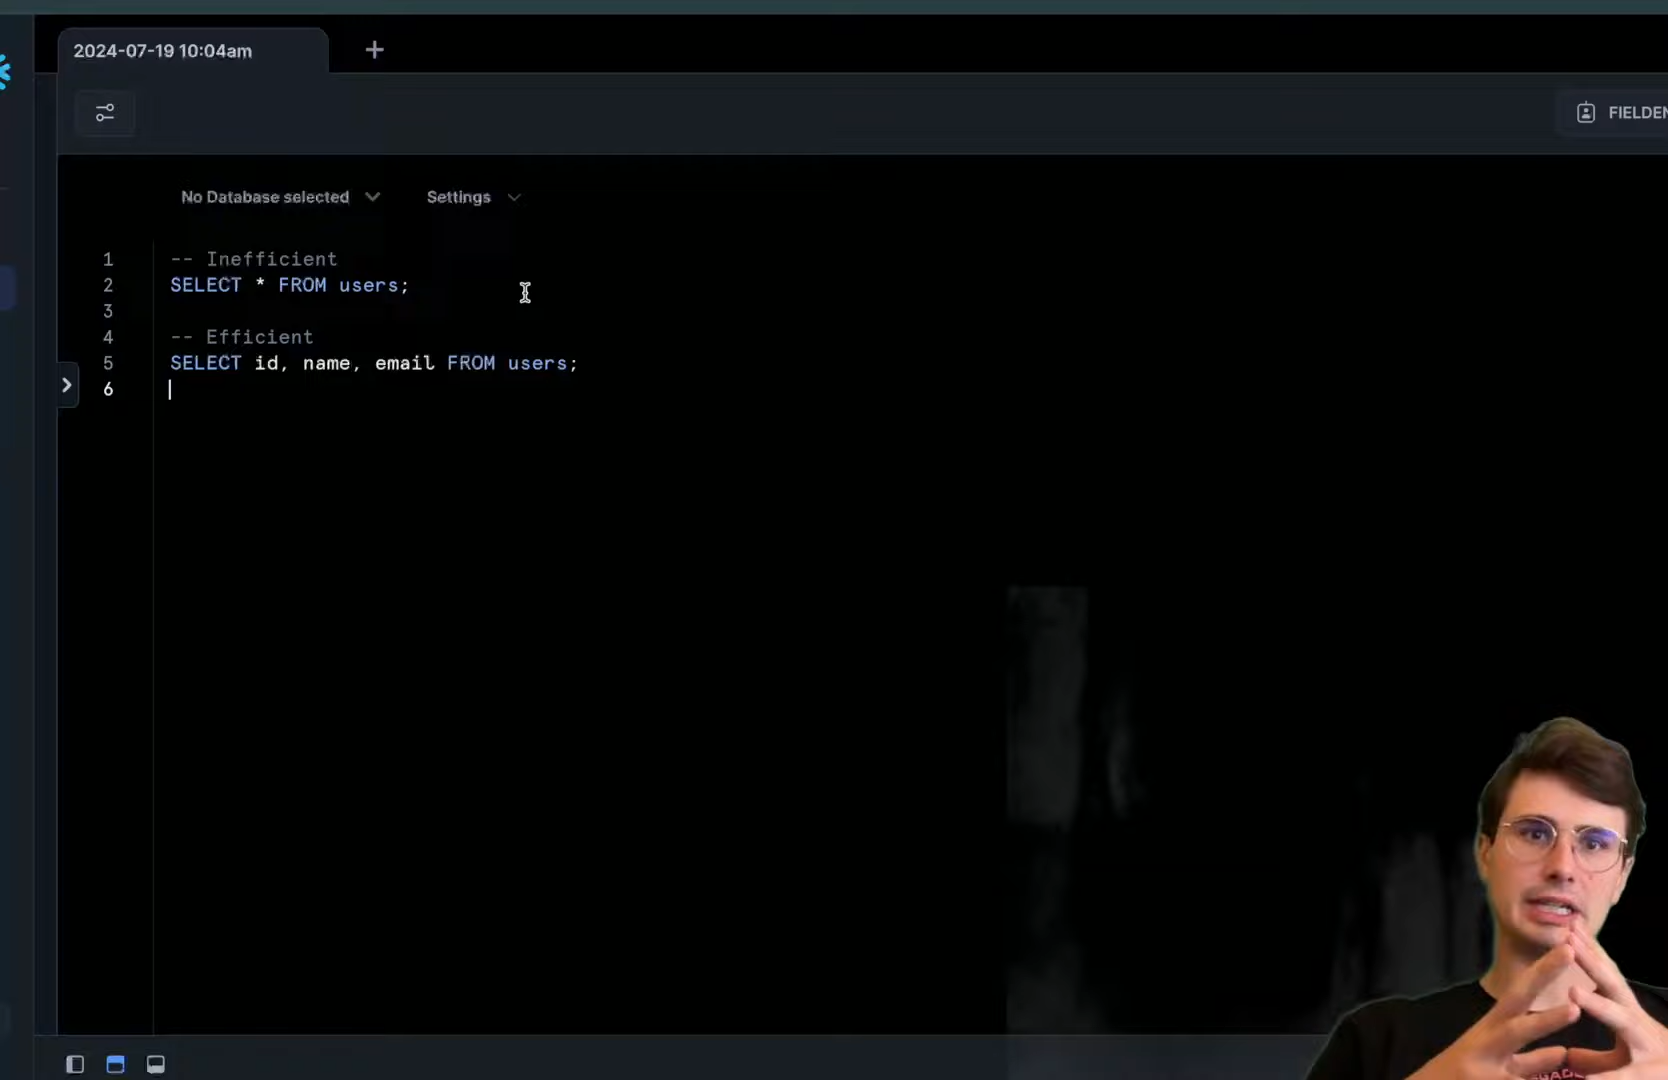 2024-07-19 10:04am
FIELDEN
No Database selected
Settings
1 -- Inefficient
2 SELECT * FROM users;
3
4 -- Efficient
5 SELECT id, name, email FROM users;
6